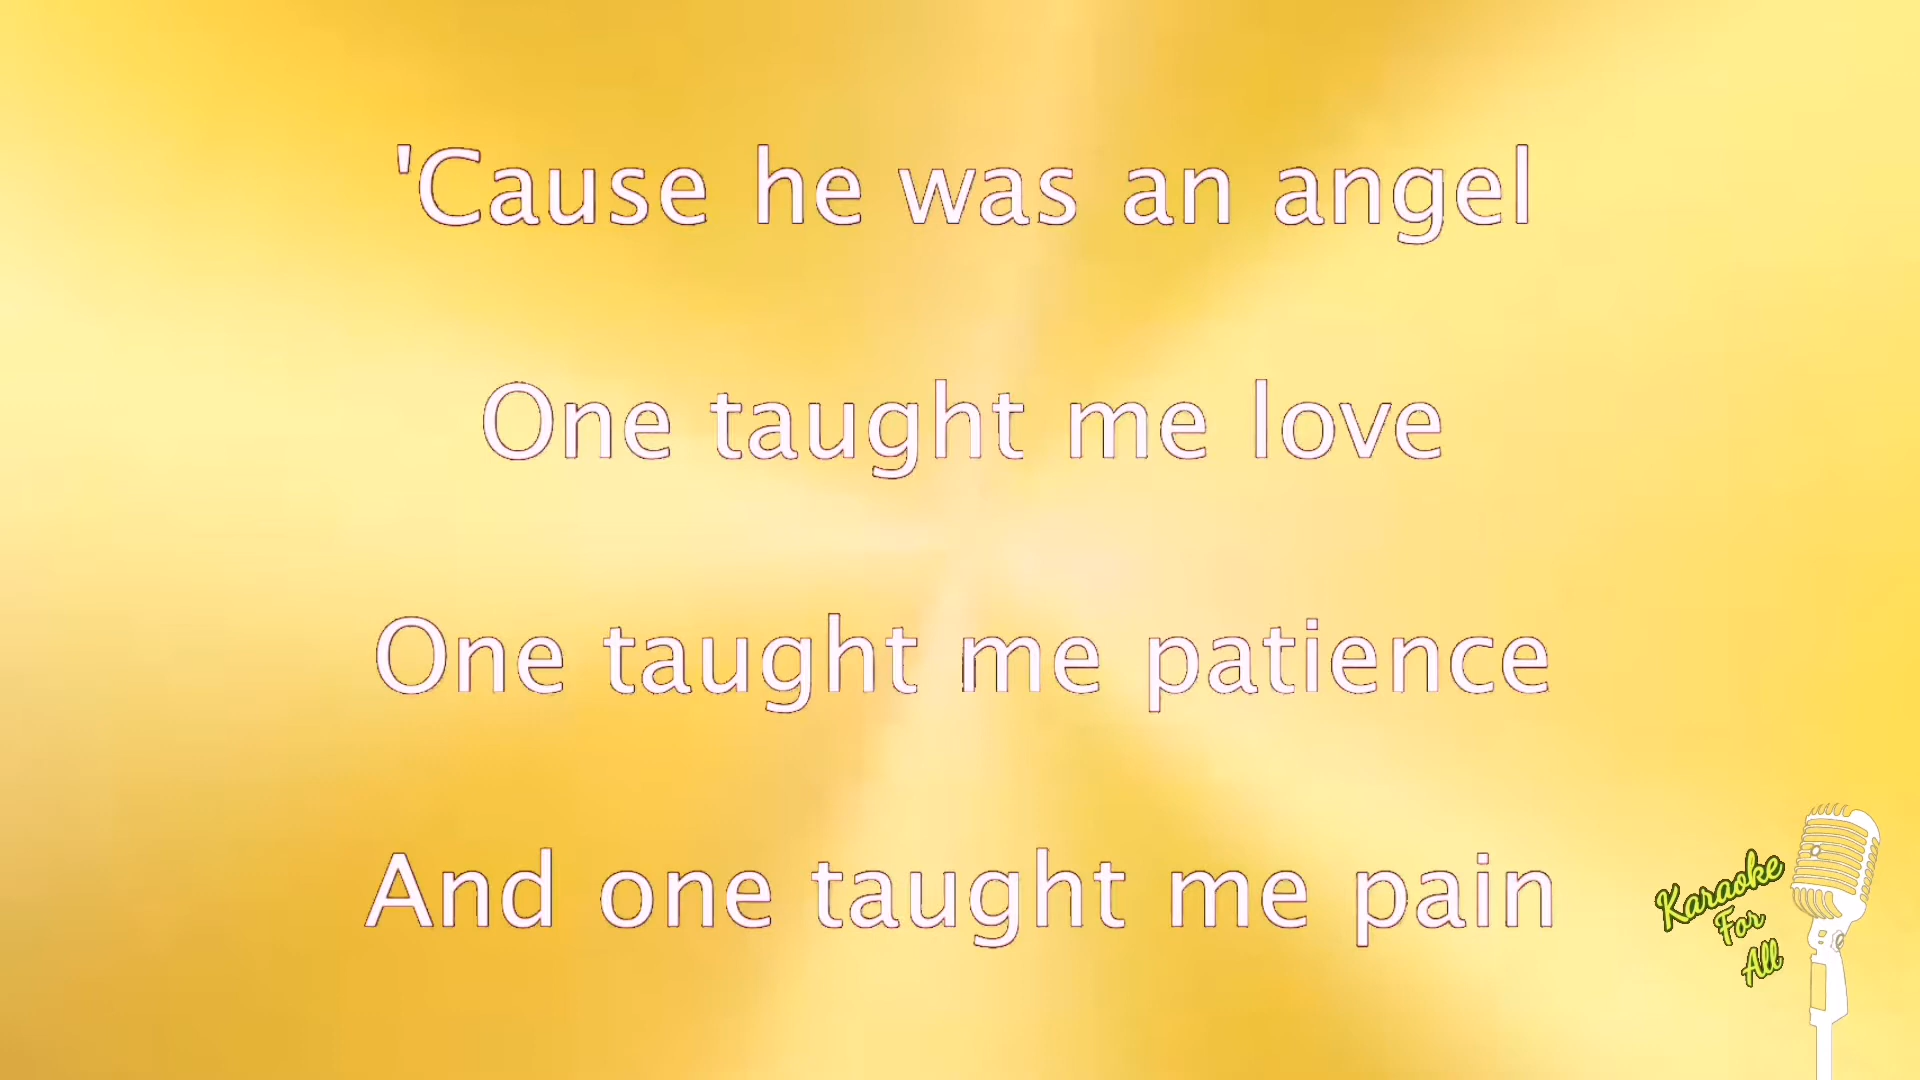 'Cause he was an angel
One taught me love
One taught me patience
And one taught me pain
Karaoke
For
All